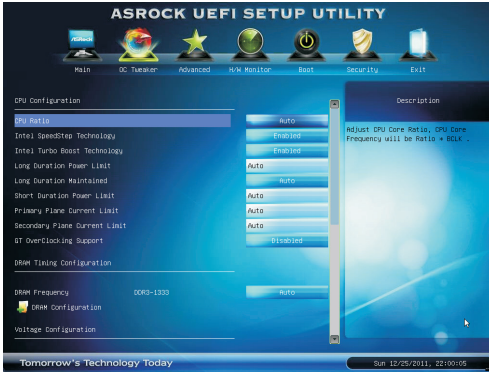 ASROCK UEFI SETUP UTILITY
ASRock
Main OC Tweaker Advanced H/W Monitor Boot Security Exit
CPU Configuration
Description
CPU Ratio Auto
Adjust CPU Core Ratio, CPU Core
Frequency will be Ratio * BCLK .
Intel SpeedStep Technology Enabled
Intel Turbo Boost Technology Enabled
Long Duration Power Limit Auto
Long Duration Maintained Auto
Short Duration Power Limit Auto
Primary Plane Current Limit Auto
Secondary Plane Current Limit Auto
GT OverClocking Support Disabled
DRAM Timing Configuration
DRAM Frequency DDR3-1333 Auto
DRAM Configuration
Voltage Configuration
Tomorrow's Technology Today
Sun 12/25/2011, 22:00:05